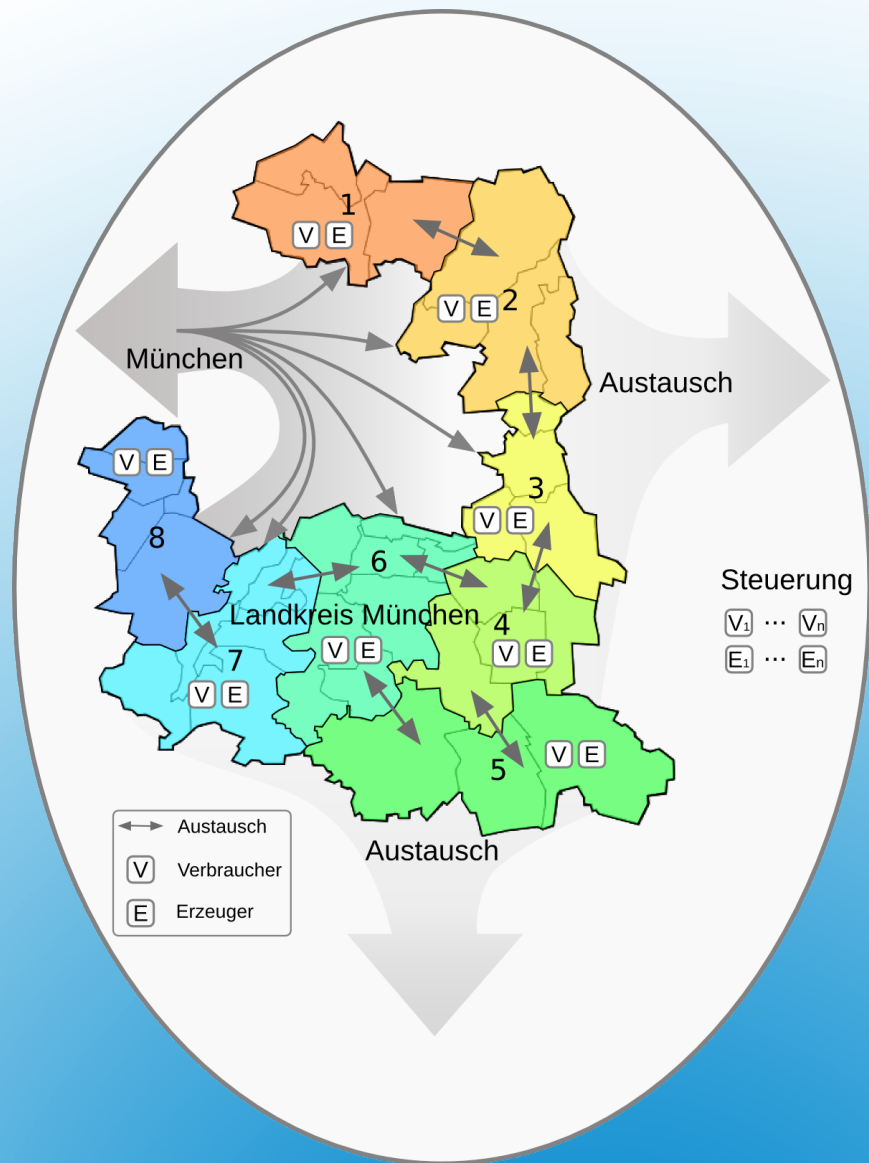 1
V E
2
V E
München
Austausch
V E
3
8
V E
6
Steuerung
Landkreis München
V₁ ··· Vₙ
4
V E
V E
E₁ ··· Eₙ
7
V E
V E
5
Austausch
Austausch
V Verbraucher
E Erzeuger